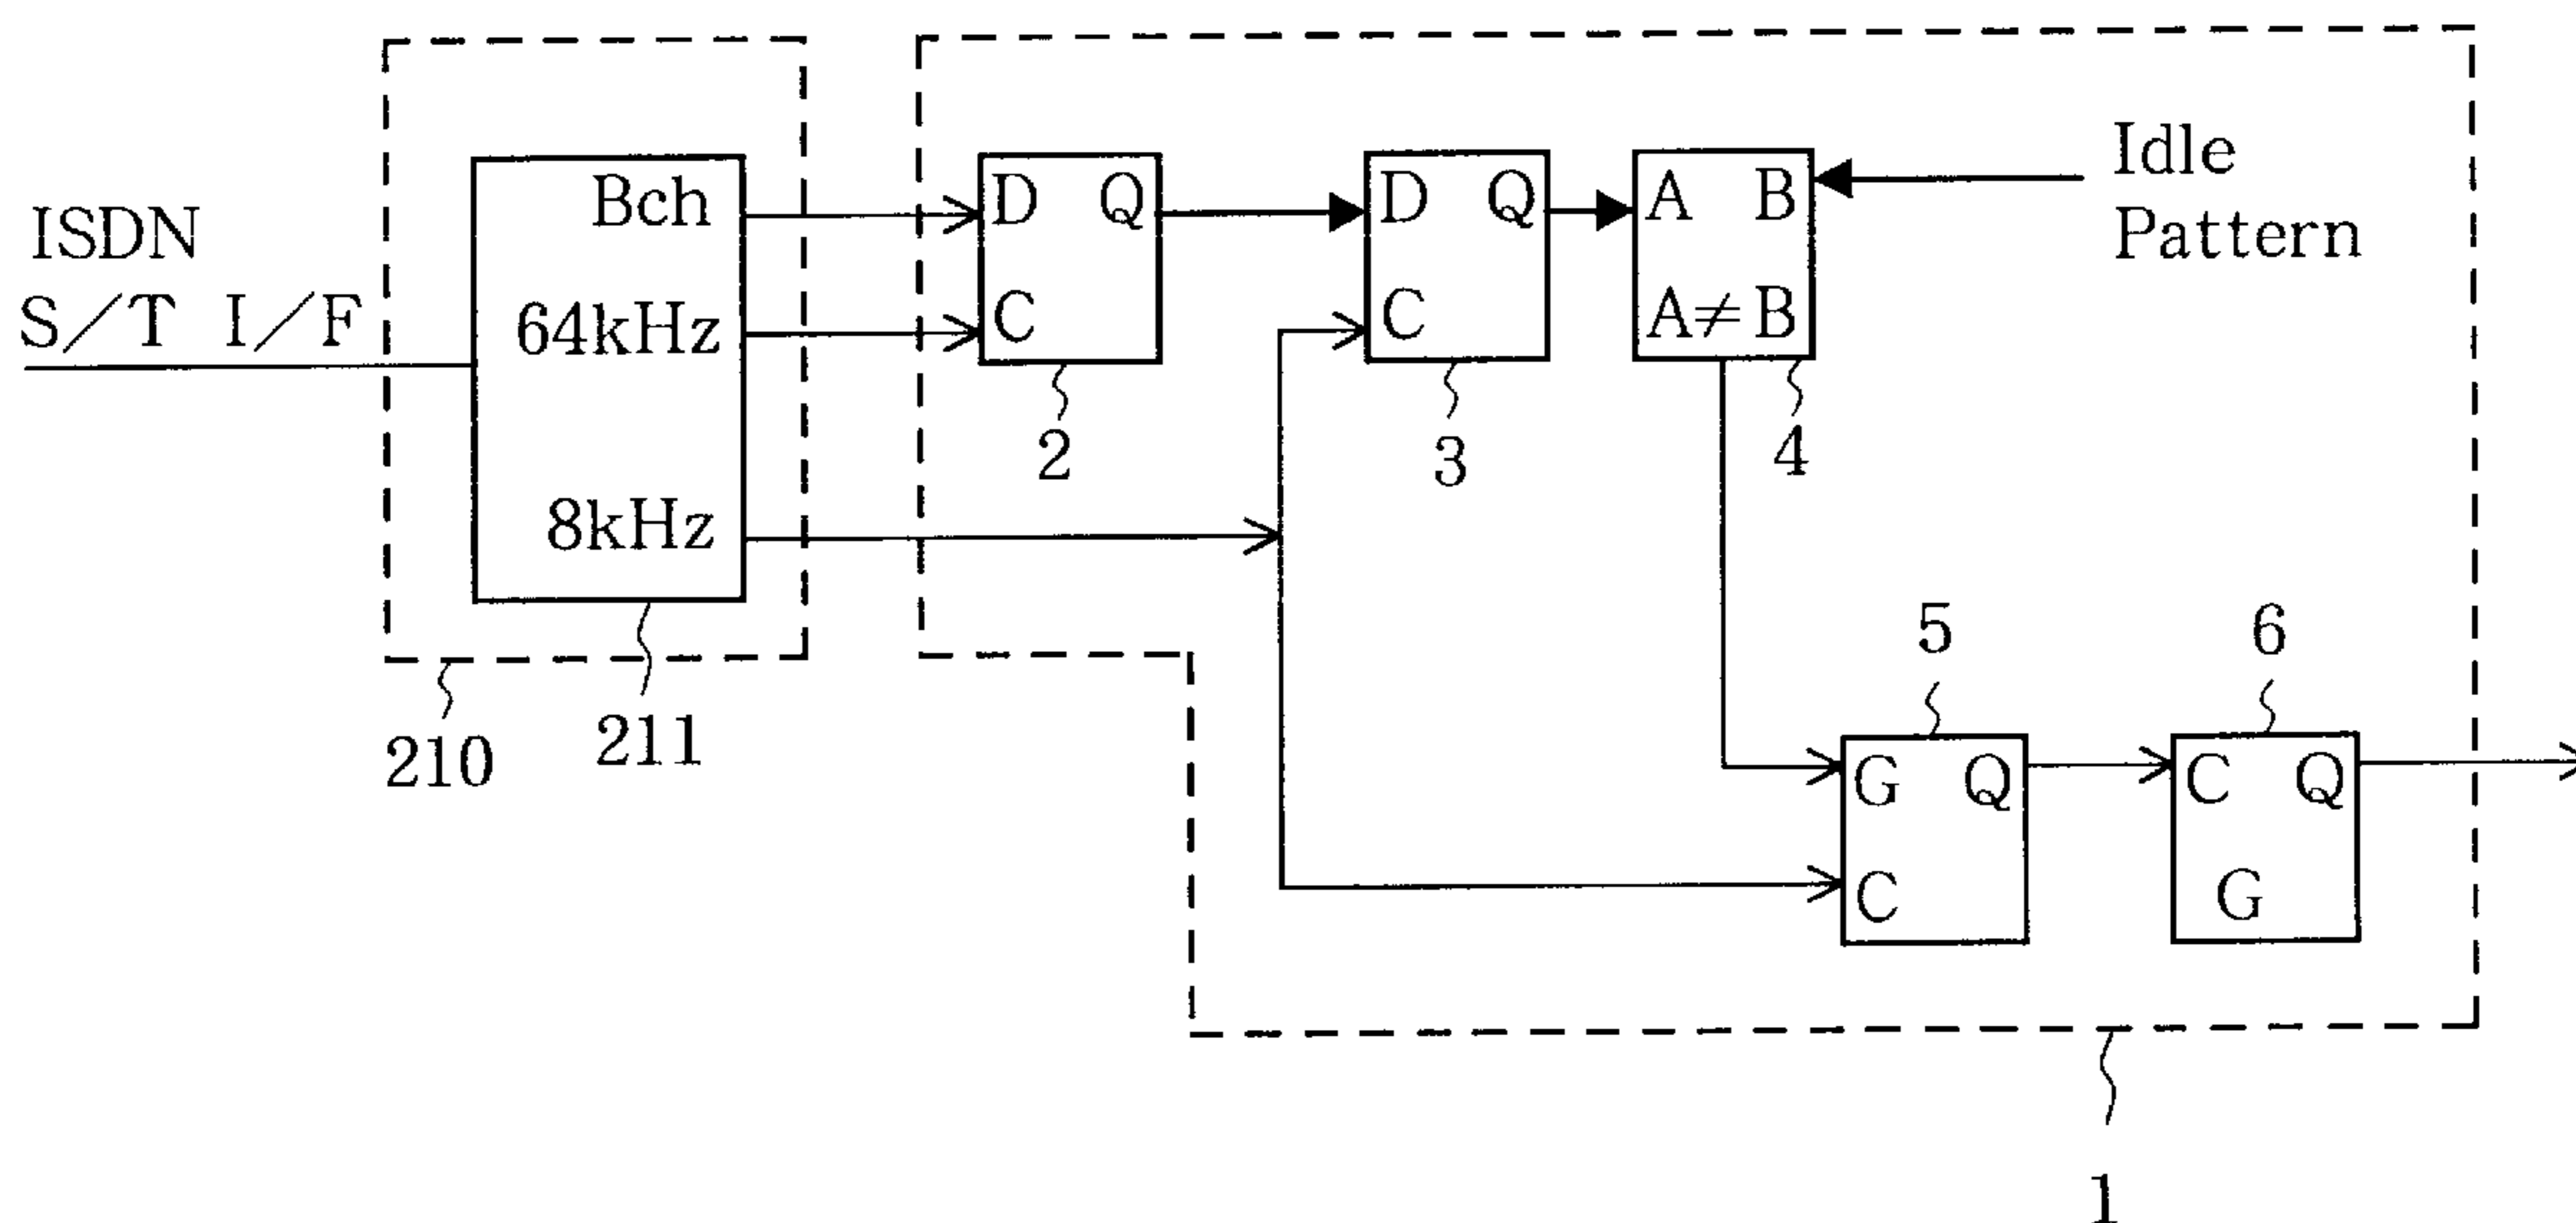 ISDN
S/T I/F
Bch
64kHz
8kHz
210
211
D Q
C
2
D Q
C
3
A B
A≠B
4
Idle
Pattern
5
G Q
C
6
C Q
G
1